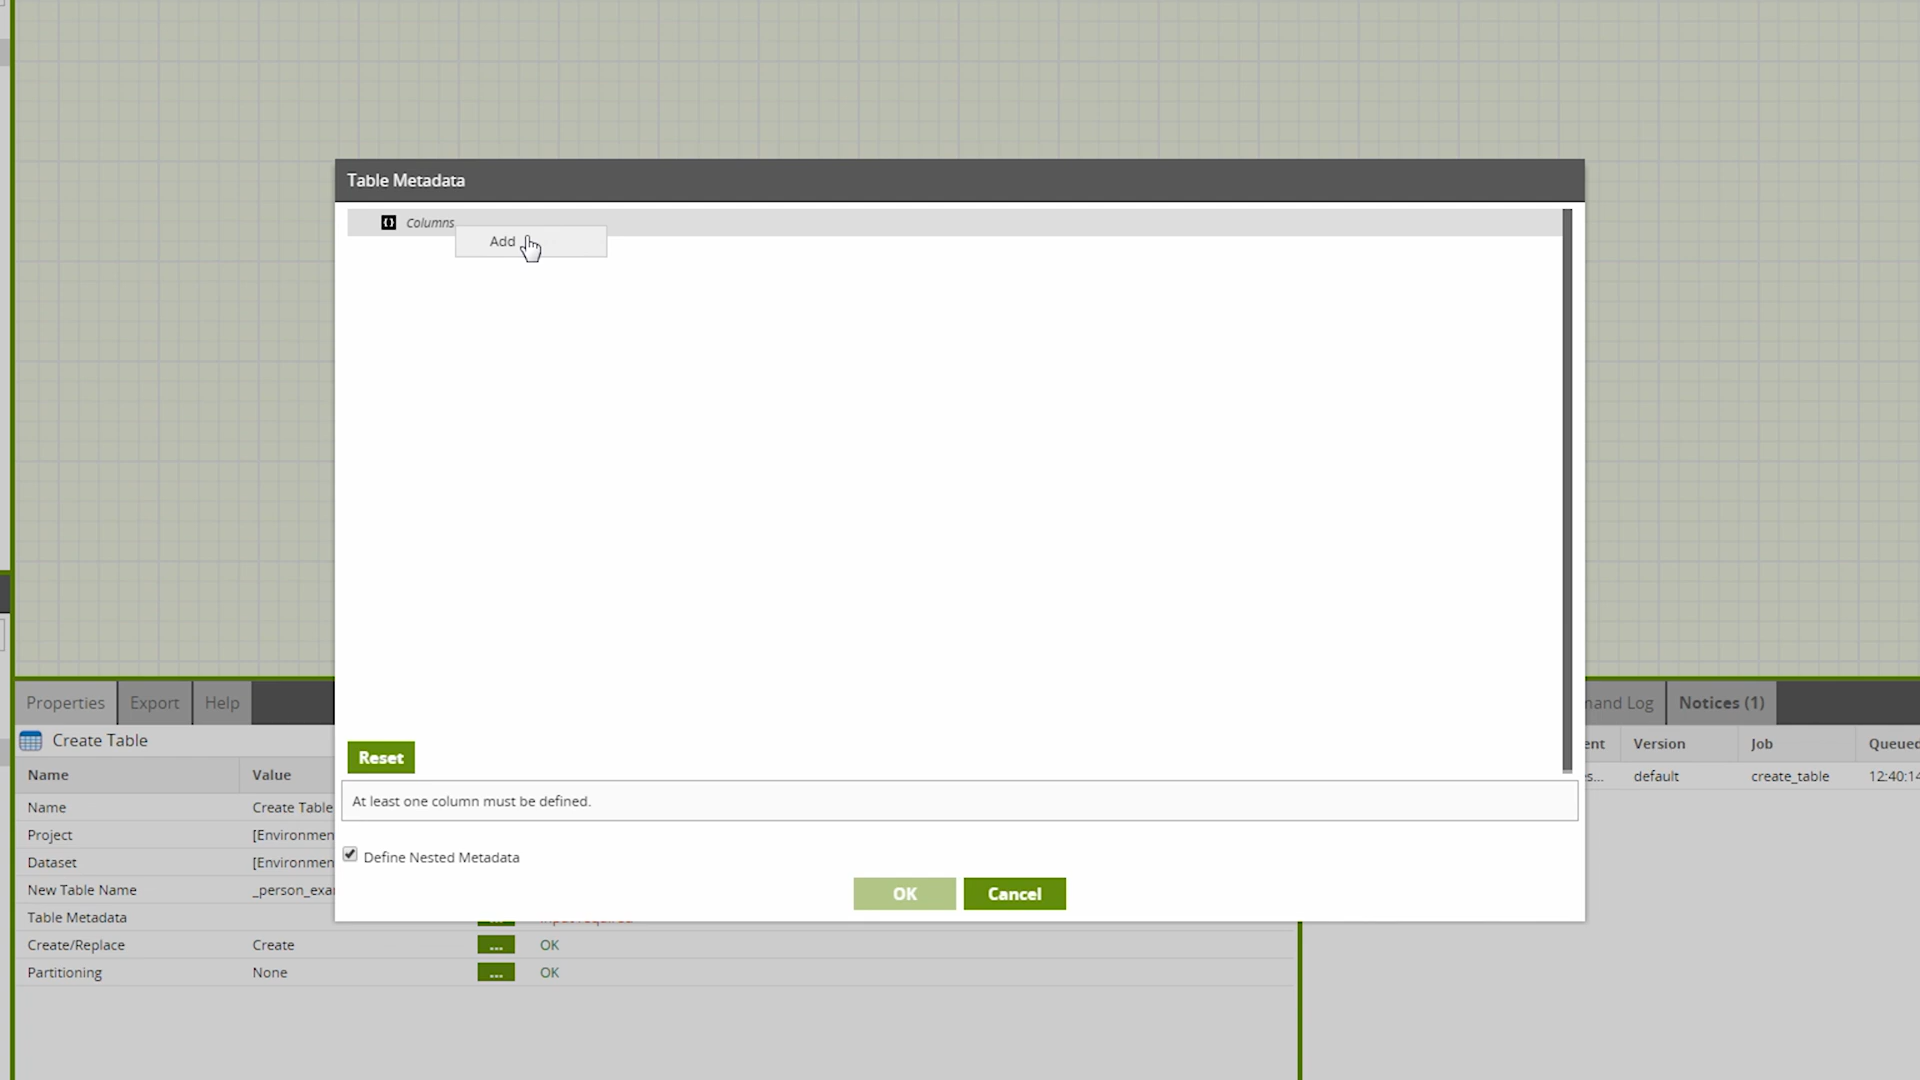 Table Metadata
Columns
Add
Reset
At least one column must be defined.
Define Nested Metadata
OK Cancel
Properties Export Help
Create Table
Name Value
Name Create Table
Project [Environmen
Dataset [Environmen
New Table Name _person_exa
Table Metadata ...
Create/Replace Create ... OK
Partitioning None ... OK
mand Log Notices (1)
ent Version Job Queued
s... default create_table 12:40:14